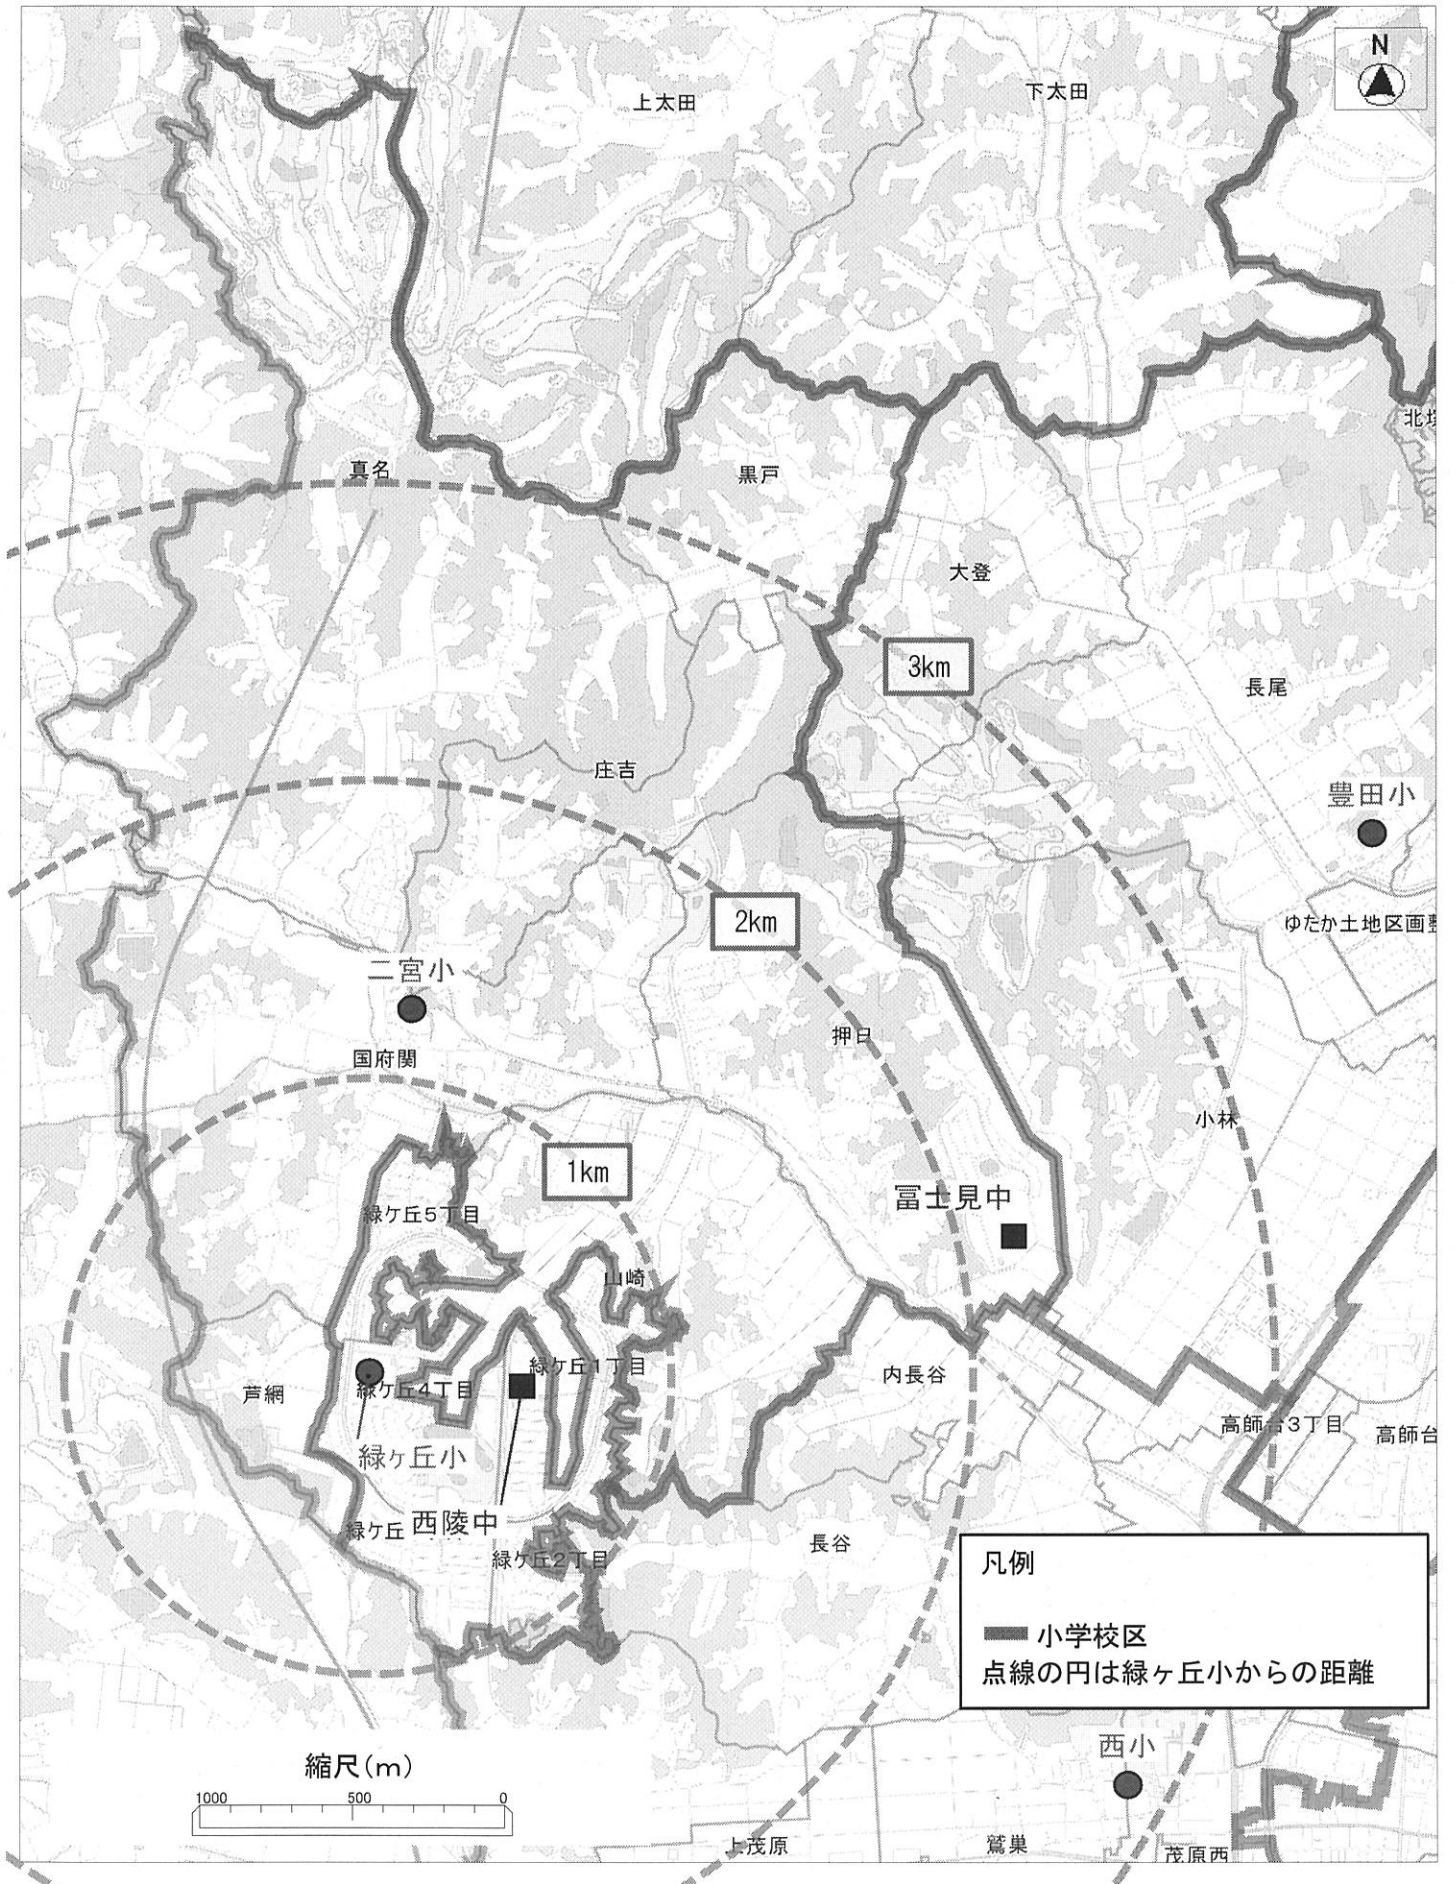 N
上太田
下太田
北塚
真名
黒戸
大登
3km
長尾
庄吉
豊田小
2km
ゆたか土地区画整
二宮小
押日
国府関
小林
1km
冨士見中
緑ケ丘5丁目
山崎
緑ケ丘1丁目
内長谷
緑ケ丘4丁目
芦網
高師台3丁目
高師台
緑ヶ丘小
緑ケ丘
西陵中
長谷
緑ケ丘2丁目
凡例
小学校区
点線の円は緑ヶ丘小からの距離
西小
縮尺(m)
1000 500 0
上茂原
鷲巣
茂原西